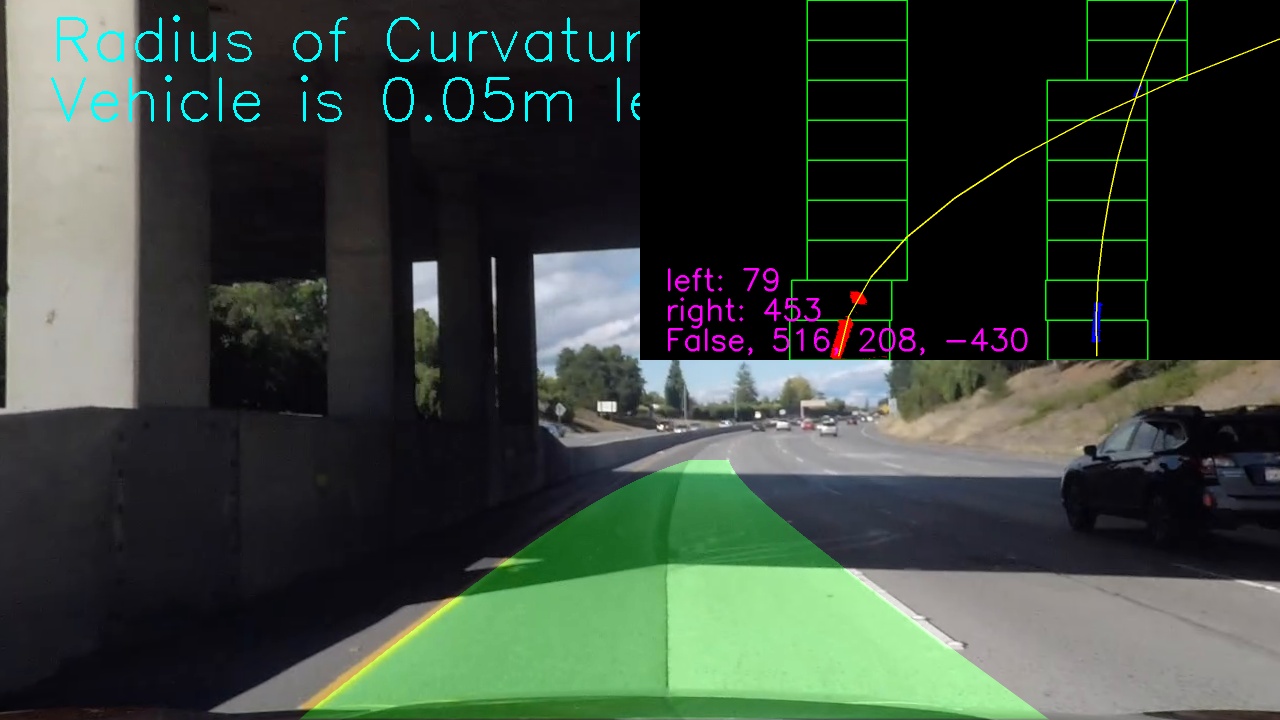 Radius of Curvatur
Vehicle is 0.05m le
left: 79
right: 453
False, 516, 208, −430